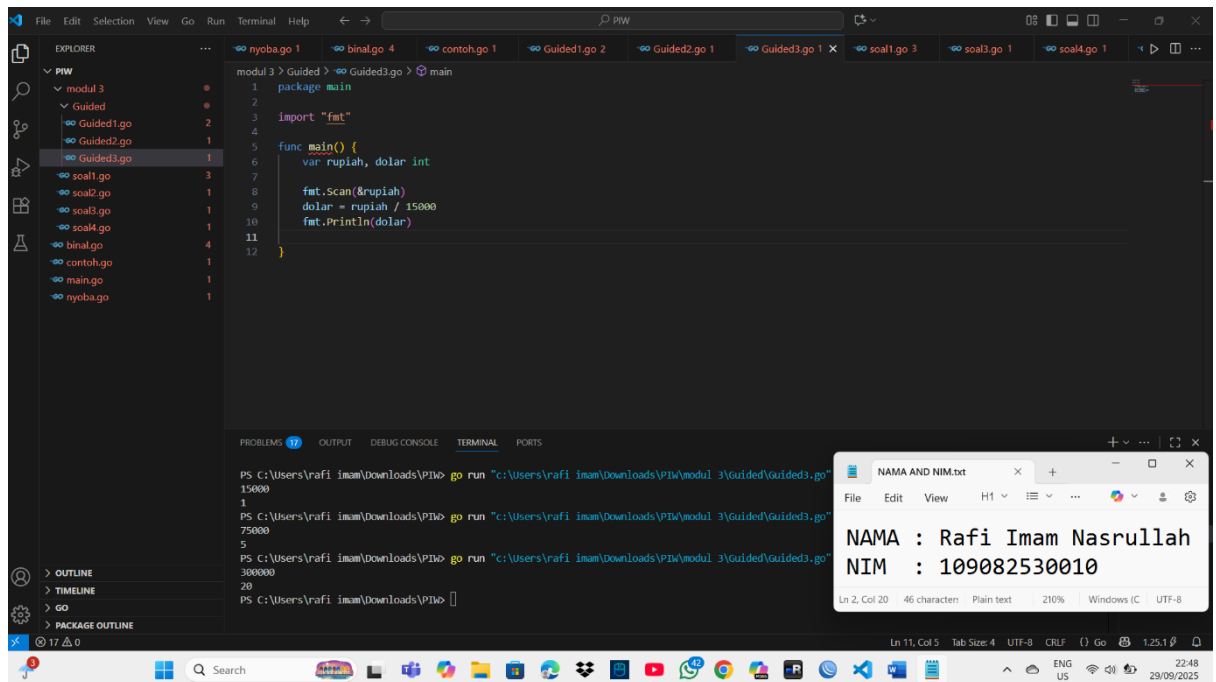 File Edit Selection View Go Run Terminal Help
PIW
EXPLORER
nyoba.go 1 binal.go 4 contoh.go 1 Guided1.go 2 Guided2.go 1 Guided3.go 1 soal1.go 3 soal3.go 1 soal4.go 1
PIW
modul 3
Guided
Guided1.go 2
Guided2.go 1
Guided3.go 1
soal1.go 3
soal2.go 1
soal3.go 1
soal4.go 1
binal.go 4
contoh.go 1
main.go 1
nyoba.go 1
OUTLINE
TIMELINE
GO
PACKAGE OUTLINE
modul 3 > Guided > Guided3.go > main
1 package main
2
3 import "fmt"
4
5 func main() {
6 var rupiah, dolar int
7
8 fmt.Scan(&rupiah)
9 dolar = rupiah / 15000
10 fmt.Println(dolar)
11
12 }
PROBLEMS 17 OUTPUT DEBUG CONSOLE TERMINAL PORTS
PS C:\Users\rafi imam\Downloads\PIW> go run "c:\Users\rafi imam\Downloads\PIW\modul 3\Guided\Guided3.go"
15000
1
PS C:\Users\rafi imam\Downloads\PIW> go run "c:\Users\rafi imam\Downloads\PIW\modul 3\Guided\Guided3.go"
75000
5
PS C:\Users\rafi imam\Downloads\PIW> go run "c:\Users\rafi imam\Downloads\PIW\modul 3\Guided\Guided3.go"
300000
20
PS C:\Users\rafi imam\Downloads\PIW>
NAMA AND NIM.txt
File Edit View H1
NAMA : Rafi Imam Nasrullah
NIM : 109082530010
Ln 2, Col 20 46 characten Plain text 210% Windows (C UTF-8
17 0
Ln 11, Col 5 Tab Size: 4 UTF-8 CRLF {} Go 1.25.1
3
Search
42
ENG
US
22:48
29/09/2025